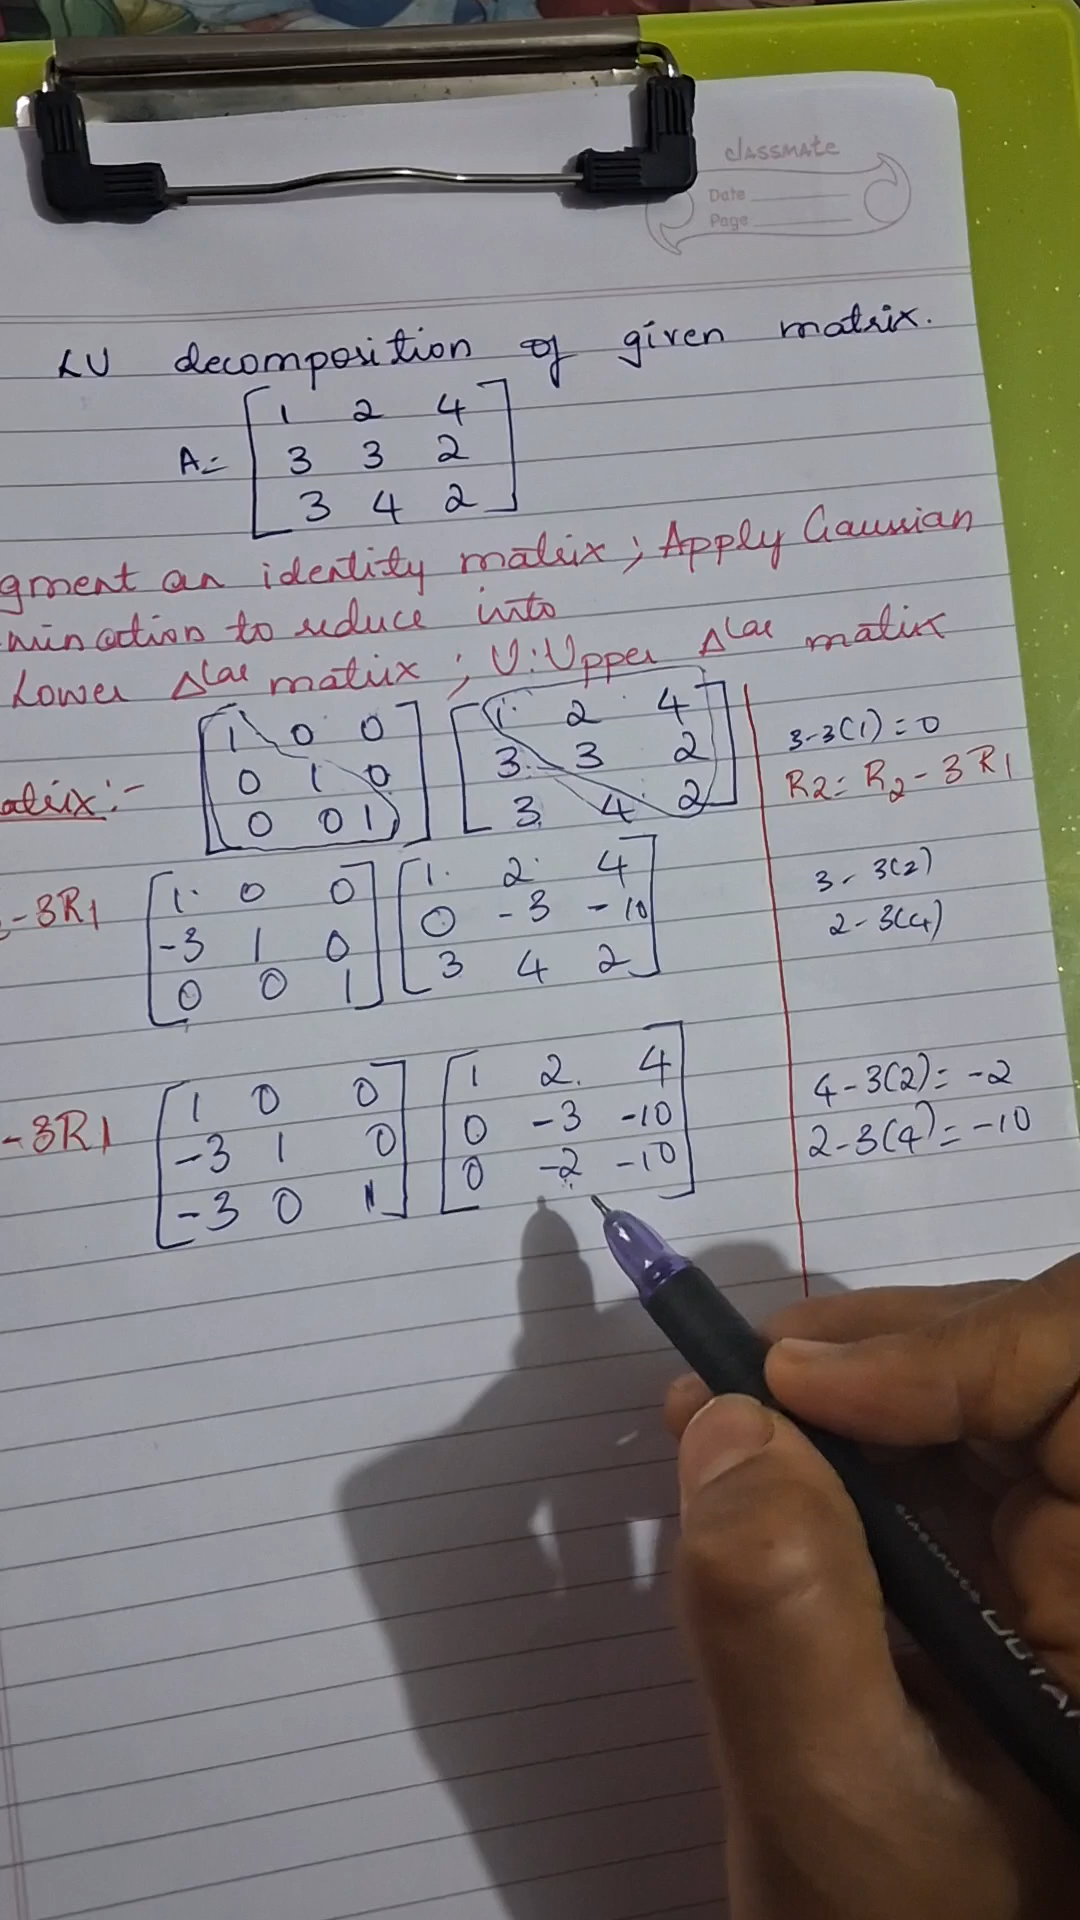 classmate
Date
Page
LU decomposition of given matrix.
A= 1 2 4
3 3 2
3 4 2
gment an identity matrix ; Apply Gaussian
mination to reduce into
Lower Δlar matrix ; U:Upper Δlar matrix
atrix:- 1 0 0 1 2 4
0 1 0 3 3 2
0 0 1 3 4 2
3-3(1)=0
R2=R2-3R1
-3R1 1 0 0 1 2 4
-3 1 0 0 -3 -10
0 0 1 3 4 2
3-3(2)
2-3(4)
-3R1 1 0 0 1 2 4
-3 1 0 0 -3 -10
-3 0 1 0 -2 -10
4-3(2)=-2
2-3(4)=-10
classmate